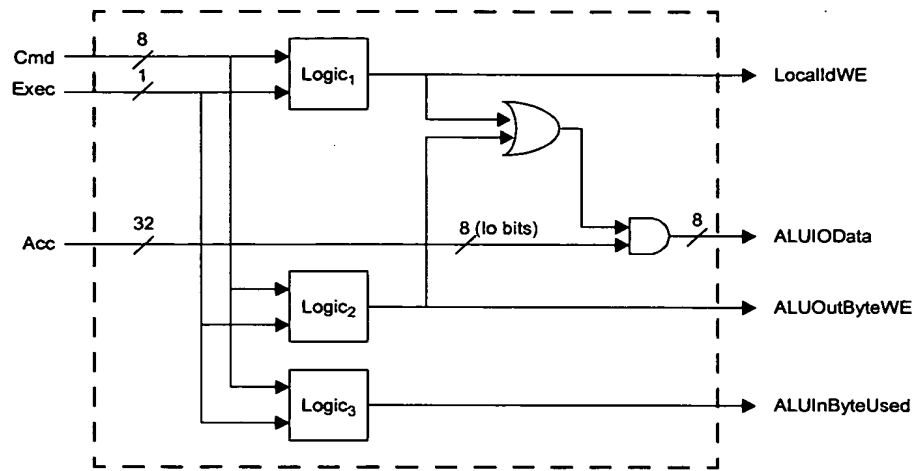 Cmd
8
Logic₁
LocalIdWE
Exec
1
Acc
32
8 (lo bits)
8
ALUIOData
Logic₂
ALUOutByteWE
Logic₃
ALUInByteUsed